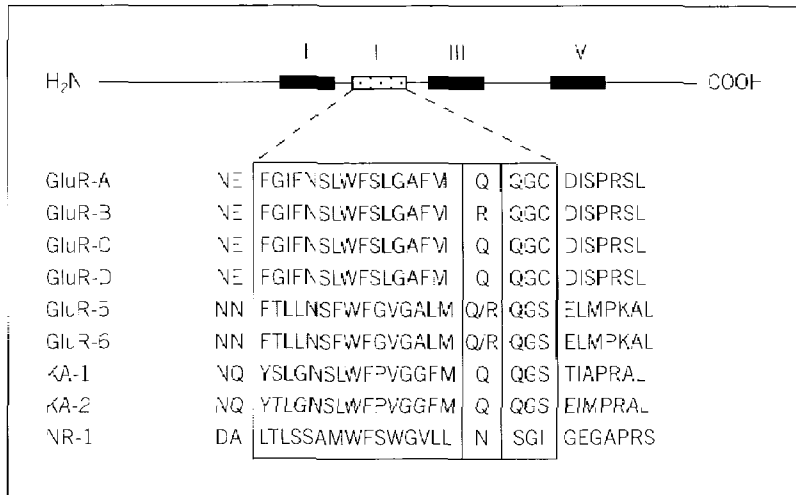 I I III V
H₂N COOH
GluR-A NE FGIFNSLWFSLGAFM Q QGC DISPRSL
GluR-B NE FGIFNSLWFSLGAFM R QGC DISPRSL
GluR-C NE FGIFNSLWFSLGAFM Q QGC DISPRSL
GluR-D NE FGIFNSLWFSLGAFM Q QGC DISPRSL
GluR-5 NN FTLLNSFWFGVGALM Q/R QGS ELMPKAL
GluR-6 NN FTLLNSFWFGVGALM Q/R QGS ELMPKAL
KA-1 NQ YSLGNSLWFPVGGFM Q QGS TIAPRAL
KA-2 NQ YTLGNSLWFPVGGFM Q QGS EIMPRAL
NR-1 DA LTLSSAMWFSWGVLL N SGI GEGAPRS